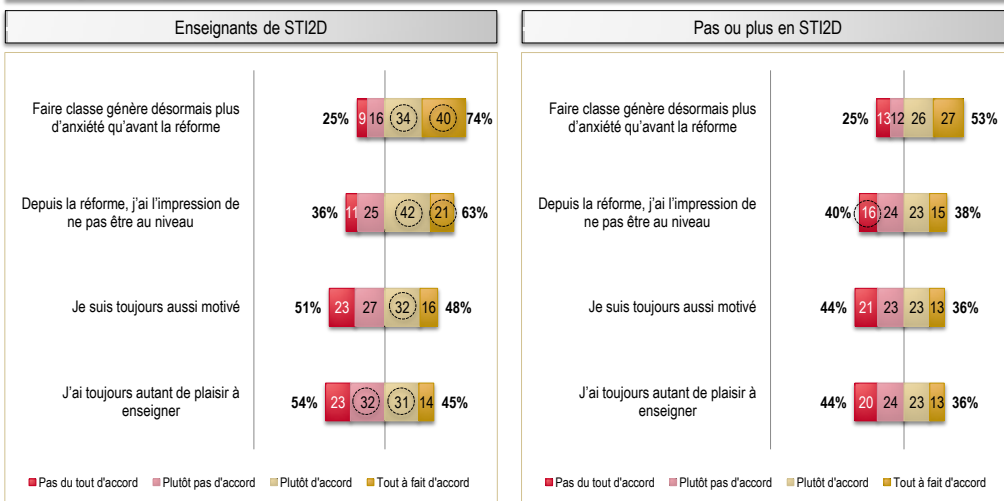 Enseignants de STI2D
Faire classe génère désormais plus
d'anxiété qu'avant la réforme
25% 9 16 34 40 74%
Depuis la réforme, j'ai l'impression de
ne pas être au niveau
36% 11 25 42 21 63%
Je suis toujours aussi motivé
51% 23 27 32 16 48%
J'ai toujours autant de plaisir à
enseigner
54% 23 32 31 14 45%
Pas du tout d'accord Plutôt pas d'accord Plutôt d'accord Tout à fait d'accord
Pas ou plus en STI2D
Faire classe génère désormais plus
d'anxiété qu'avant la réforme
25% 13 12 26 27 53%
Depuis la réforme, j'ai l'impression de
ne pas être au niveau
40% 16 24 23 15 38%
Je suis toujours aussi motivé
44% 21 23 23 13 36%
J'ai toujours autant de plaisir à
enseigner
44% 20 24 23 13 36%
Pas du tout d'accord Plutôt pas d'accord Plutôt d'accord Tout à fait d'accord